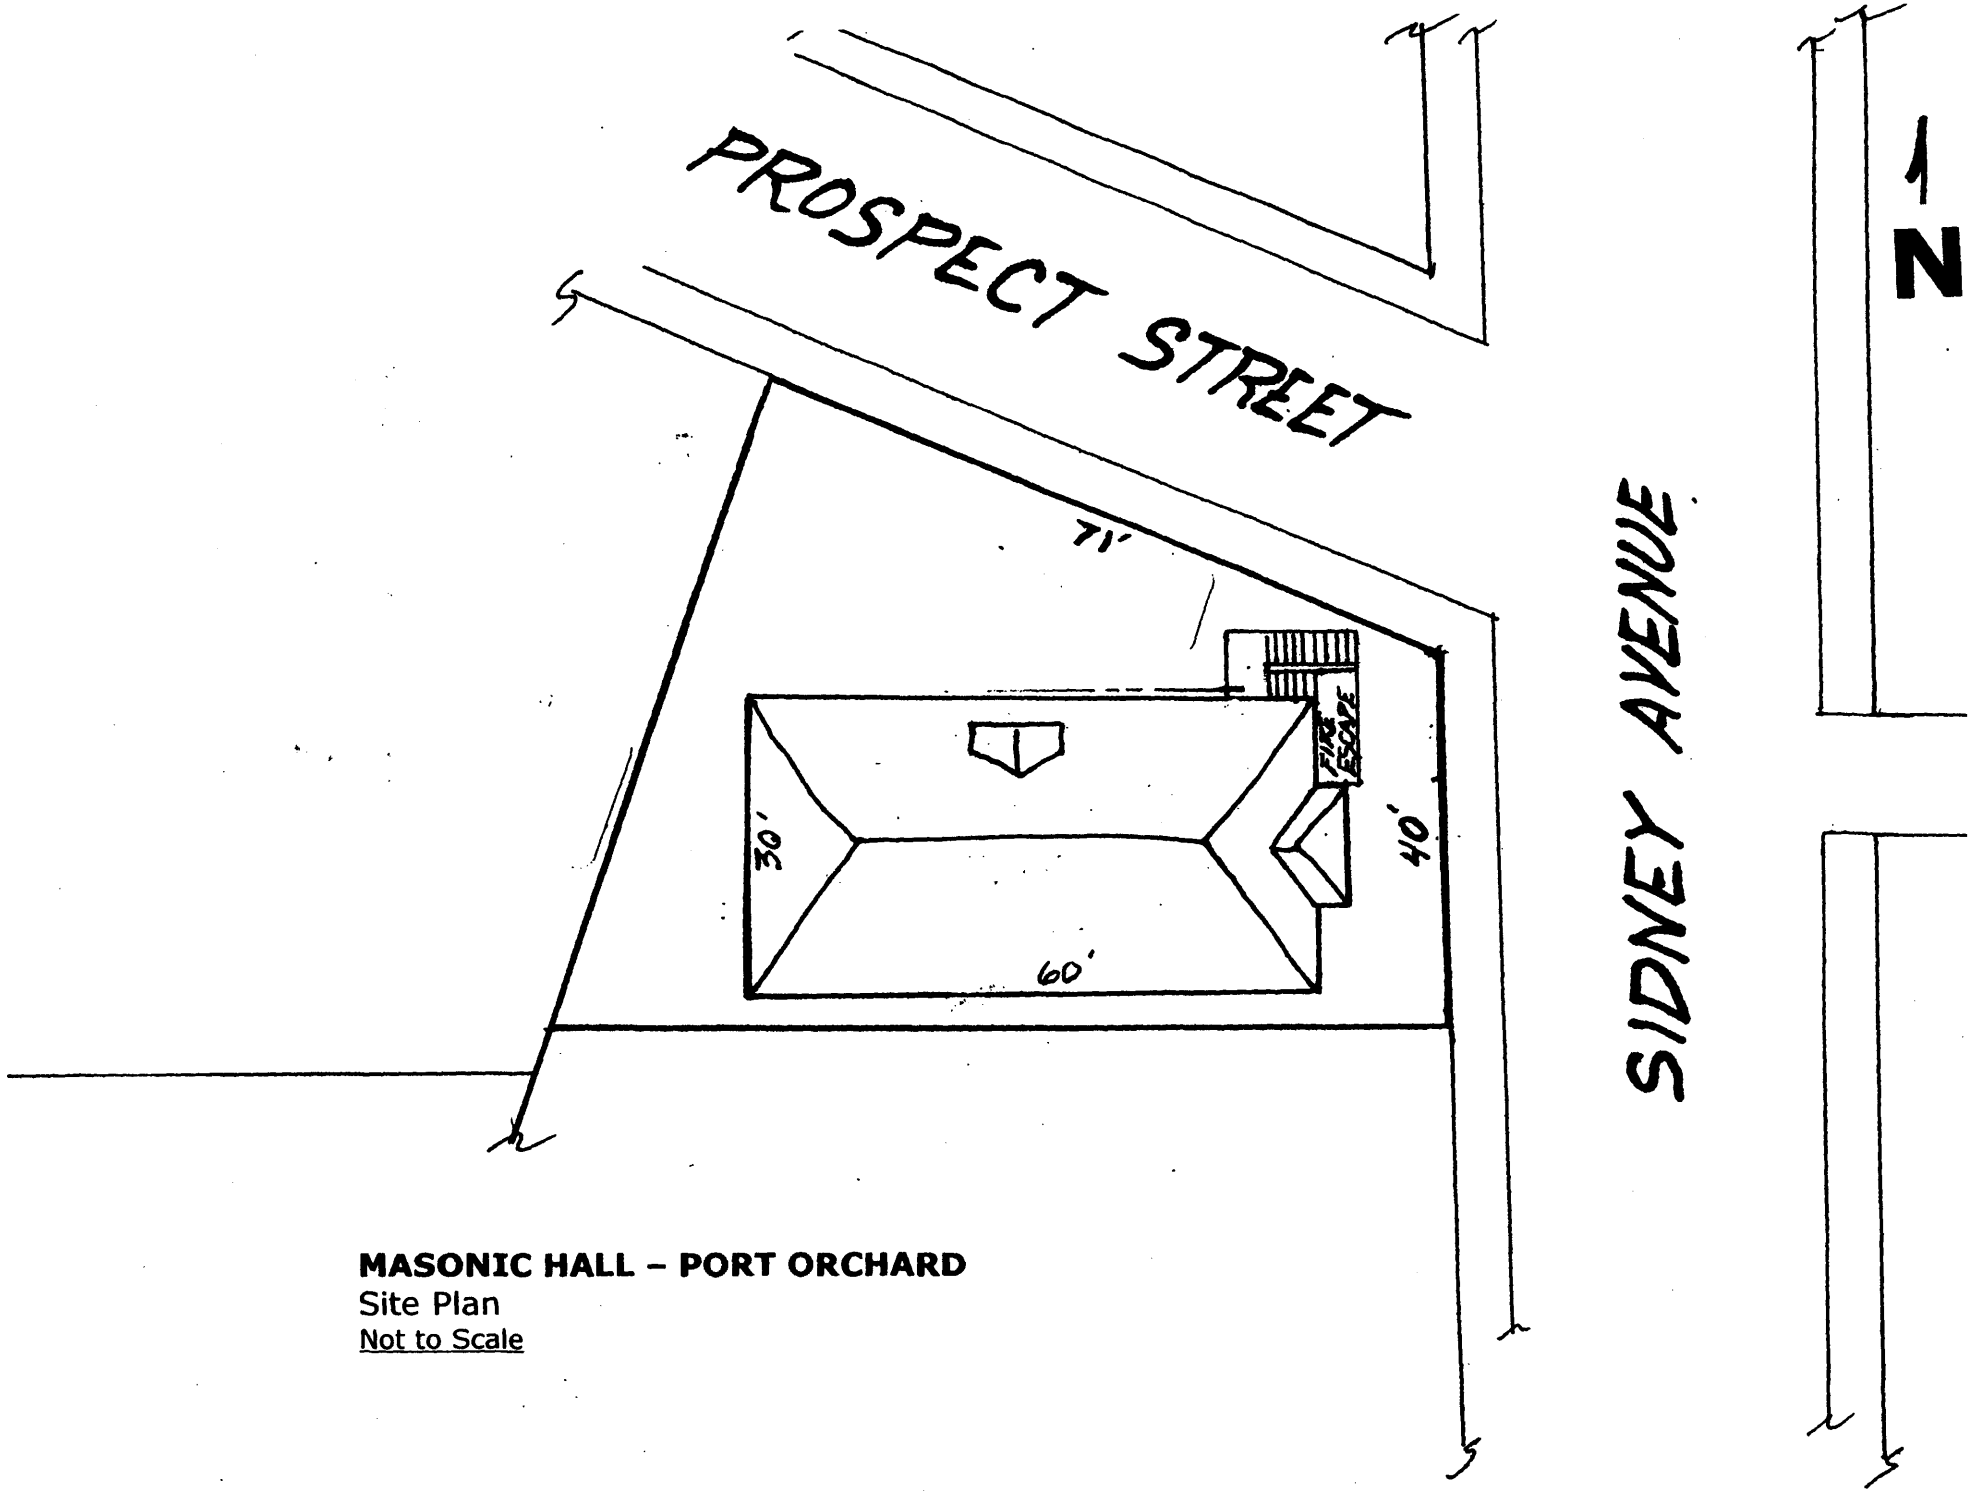 PROSPECT STREET
N
71'
SIDNEY AVENUE
FIRE
ESCAPE
30'
40'
60'
MASONIC HALL – PORT ORCHARD
Site Plan
Not to Scale